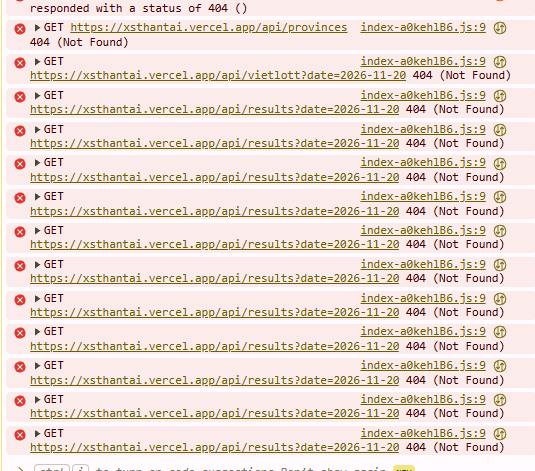 responded with a status of 404 ()
GET https://xsthantai.vercel.app/api/provinces index-a0kehlB6.js:9
404 (Not Found)
GET index-a0kehlB6.js:9
https://xsthantai.vercel.app/api/vietlott?date=2026-11-20 404 (Not Found)
GET index-a0kehlB6.js:9
https://xsthantai.vercel.app/api/results?date=2026-11-20 404 (Not Found)
GET index-a0kehlB6.js:9
https://xsthantai.vercel.app/api/results?date=2026-11-20 404 (Not Found)
GET index-a0kehlB6.js:9
https://xsthantai.vercel.app/api/results?date=2026-11-20 404 (Not Found)
GET index-a0kehlB6.js:9
https://xsthantai.vercel.app/api/results?date=2026-11-20 404 (Not Found)
GET index-a0kehlB6.js:9
https://xsthantai.vercel.app/api/results?date=2026-11-20 404 (Not Found)
GET index-a0kehlB6.js:9
https://xsthantai.vercel.app/api/results?date=2026-11-20 404 (Not Found)
GET index-a0kehlB6.js:9
https://xsthantai.vercel.app/api/results?date=2026-11-20 404 (Not Found)
GET index-a0kehlB6.js:9
https://xsthantai.vercel.app/api/results?date=2026-11-20 404 (Not Found)
GET index-a0kehlB6.js:9
https://xsthantai.vercel.app/api/results?date=2026-11-20 404 (Not Found)
GET index-a0kehlB6.js:9
https://xsthantai.vercel.app/api/results?date=2026-11-20 404 (Not Found)
GET index-a0kehlB6.js:9
https://xsthantai.vercel.app/api/results?date=2026-11-20 404 (Not Found)
ctrl i to turn on code suggestions Don't show again NEW